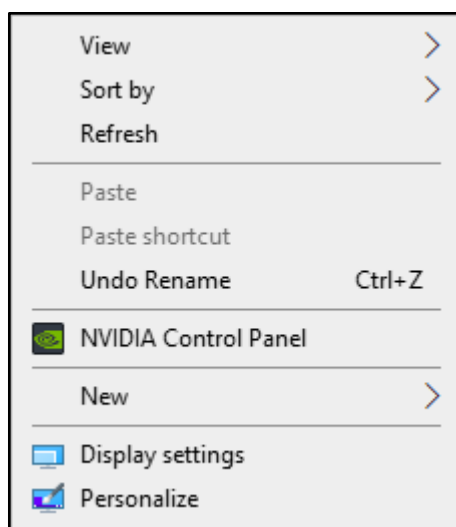 View
Sort by
Refresh
Paste
Paste shortcut
Undo Rename Ctrl+Z
NVIDIA Control Panel
New
Display settings
Personalize